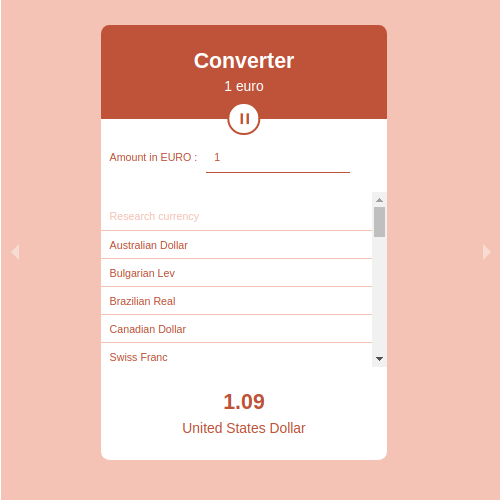 Converter
1 euro
Amount in EURO : 1
Research currency
Australian Dollar
Bulgarian Lev
Brazilian Real
Canadian Dollar
Swiss Franc
1.09
United States Dollar